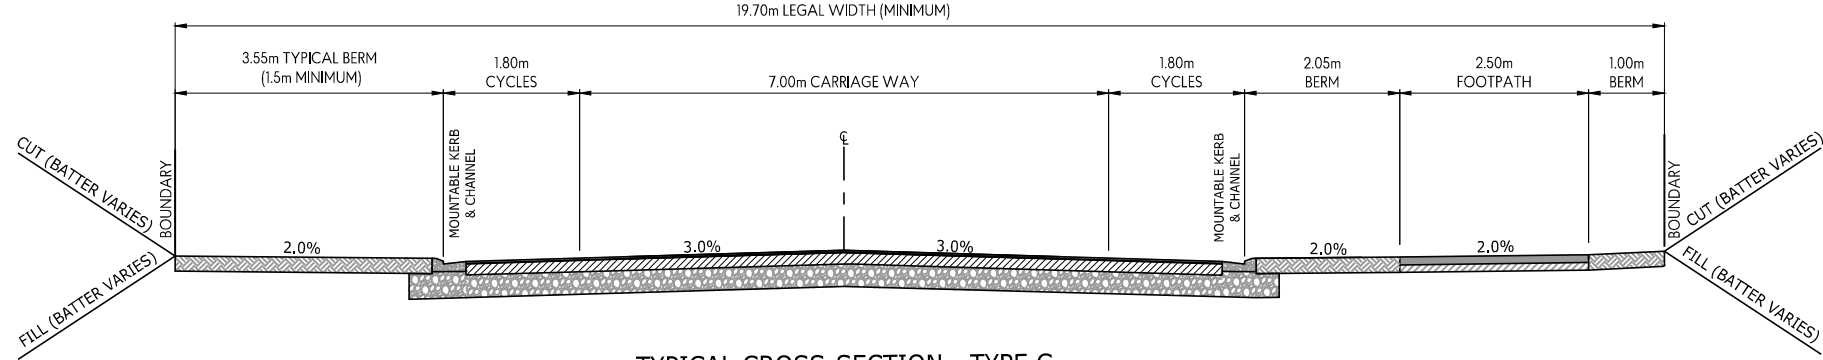 19.70m LEGAL WIDTH (MINIMUM)
3.55m TYPICAL BERM
(1.5m MINIMUM)
1.80m
CYCLES
7.00m CARRIAGE WAY
1.80m
CYCLES
2.05m
BERM
2.50m
FOOTPATH
1.00m
BERM
CUT (BATTER VARIES)
FILL (BATTER VARIES)
BOUNDARY
MOUNTABLE KERB
& CHANNEL
℄
MOUNTABLE KERB
& CHANNEL
BOUNDARY
CUT (BATTER VARIES)
FILL (BATTER VARIES)
2.0%
3.0%
3.0%
2.0%
2.0%